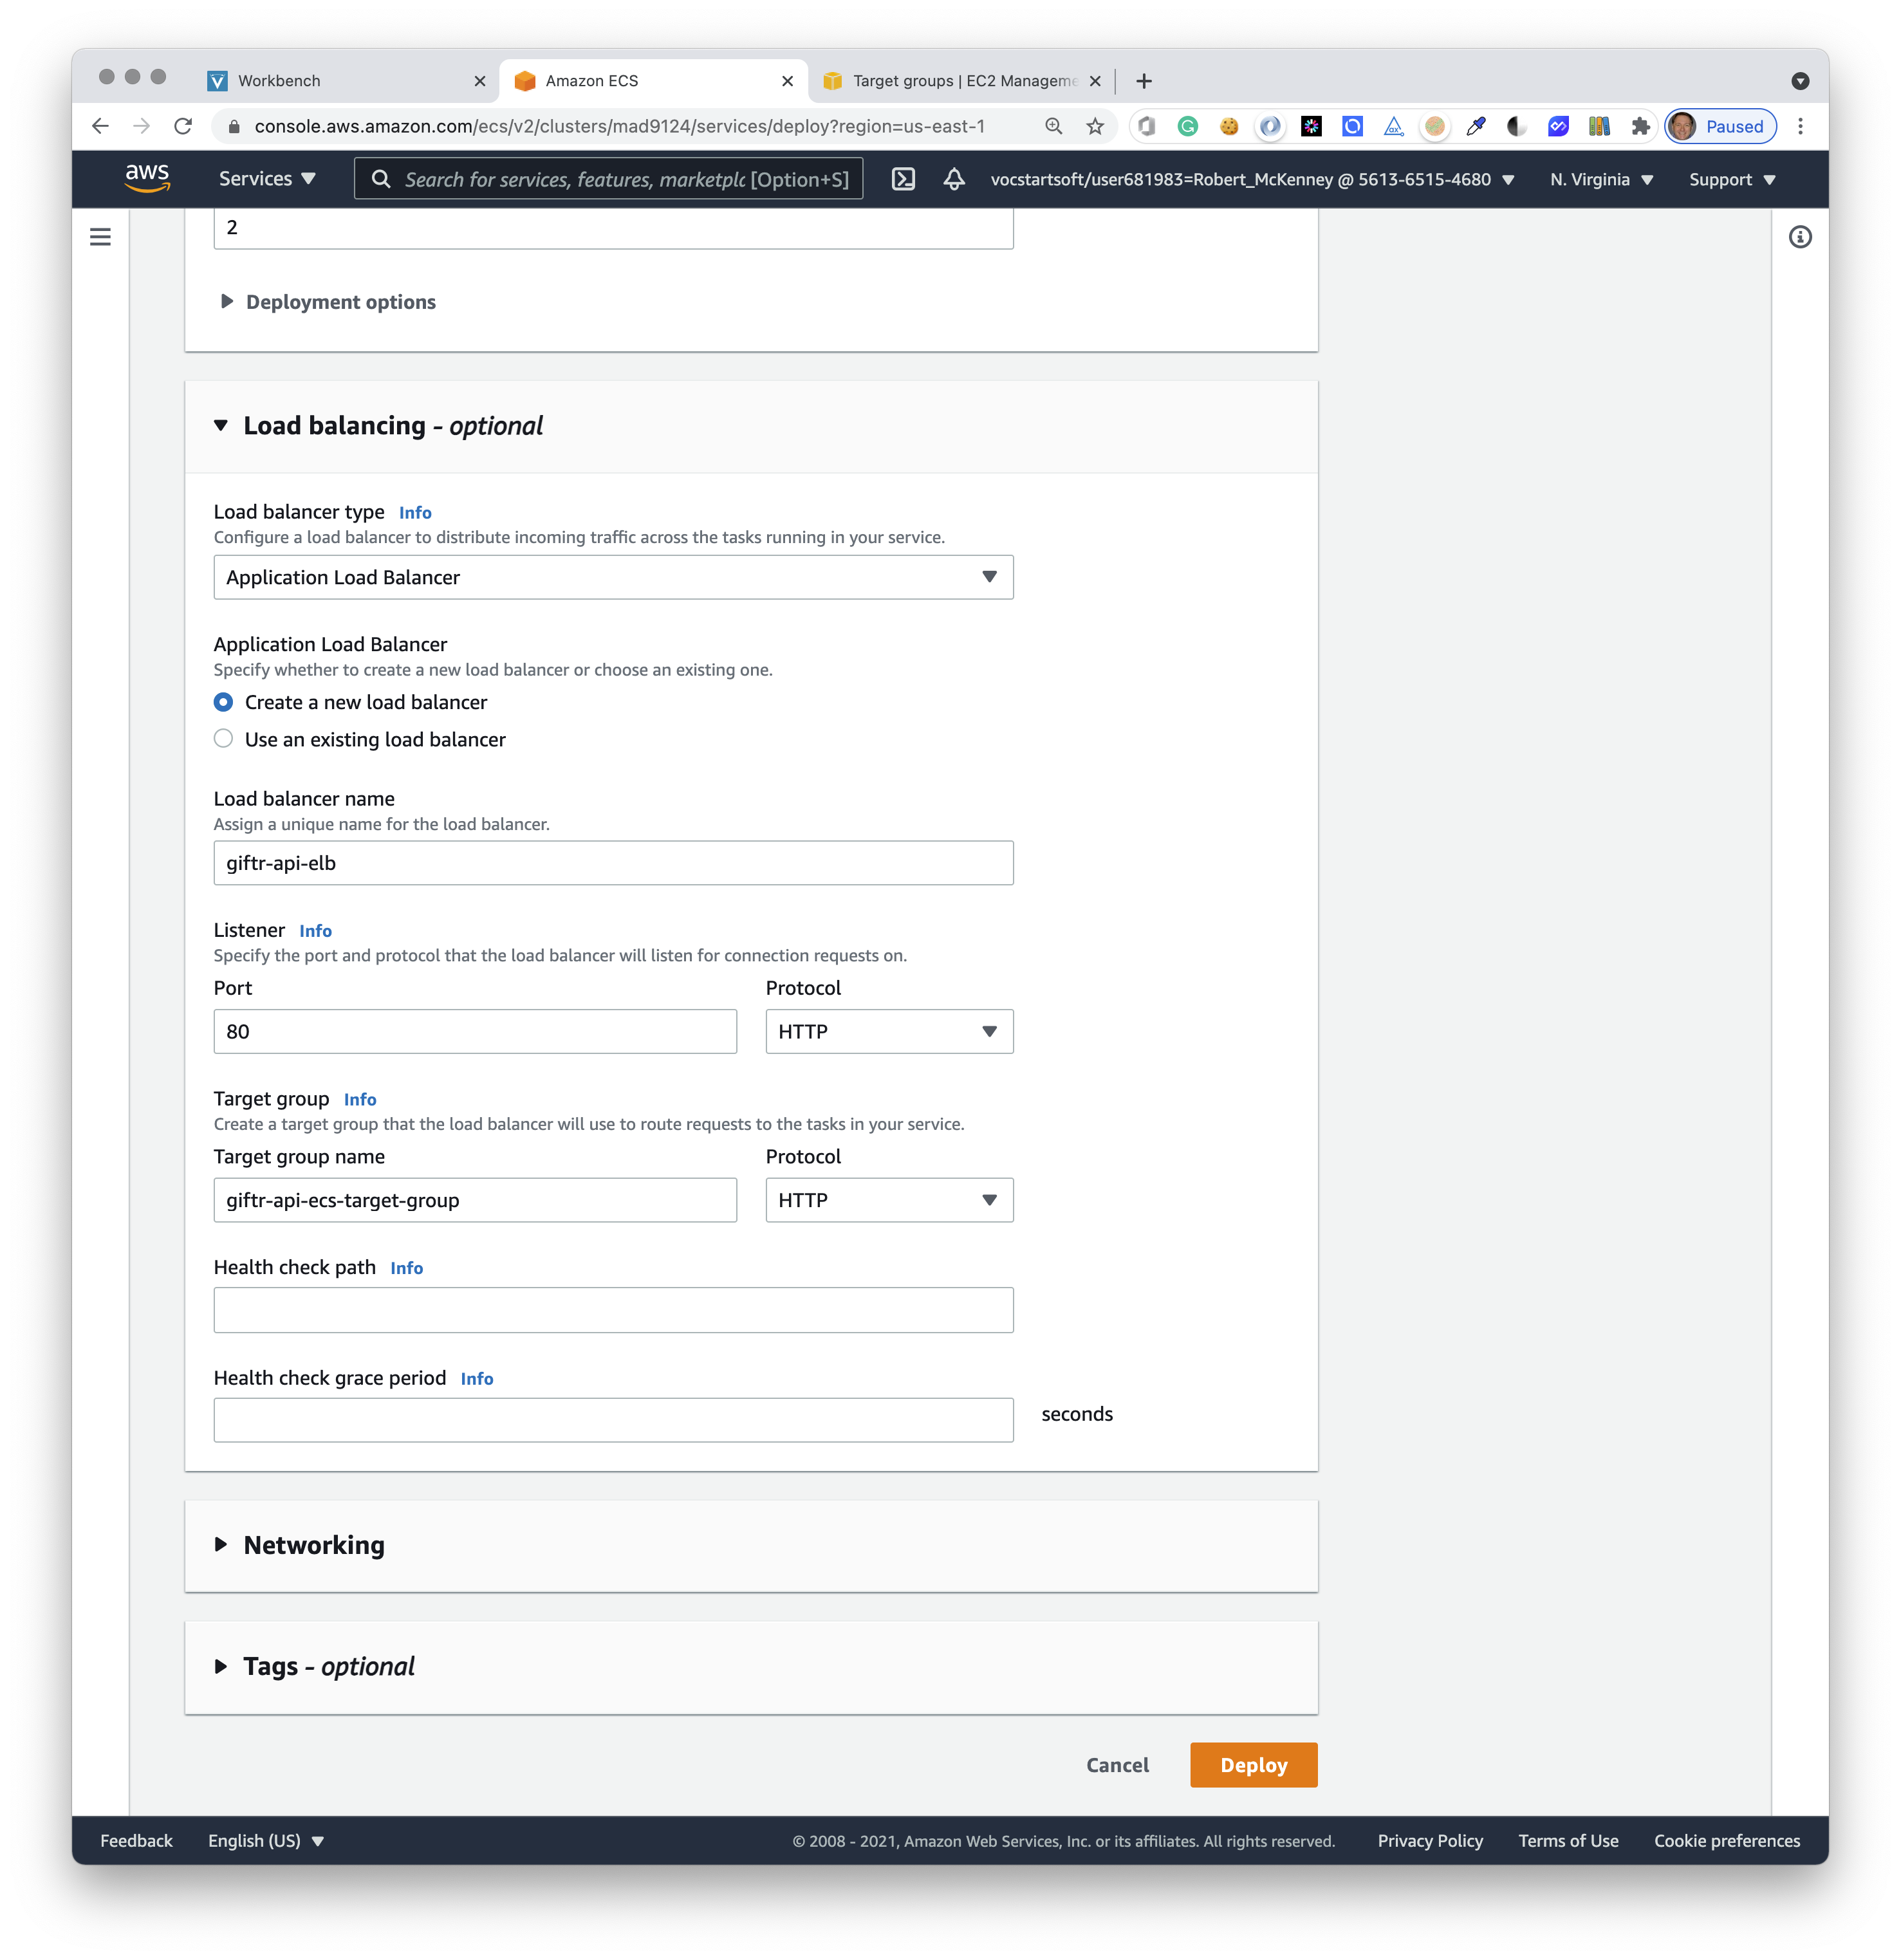 Workbench
Amazon ECS
Target groups | EC2 Manageme
console.aws.amazon.com/ecs/v2/clusters/mad9124/services/deploy?region=us-east-1
Paused
aws
Services
Search for services, features, marketplc [Option+S]
vocstartsoft/user681983=Robert_McKenney @ 5613-6515-4680
N. Virginia
Support
2
Deployment options
Load balancing - optional
Load balancer type Info
Configure a load balancer to distribute incoming traffic across the tasks running in your service.
Application Load Balancer
Application Load Balancer
Specify whether to create a new load balancer or choose an existing one.
Create a new load balancer
Use an existing load balancer
Load balancer name
Assign a unique name for the load balancer.
giftr-api-elb
Listener Info
Specify the port and protocol that the load balancer will listen for connection requests on.
Port Protocol
80 HTTP
Target group Info
Create a target group that the load balancer will use to route requests to the tasks in your service.
Target group name Protocol
giftr-api-ecs-target-group HTTP
Health check path Info
Health check grace period Info
seconds
Networking
Tags - optional
Cancel Deploy
Feedback English (US) © 2008 - 2021, Amazon Web Services, Inc. or its affiliates. All rights reserved. Privacy Policy Terms of Use Cookie preferences